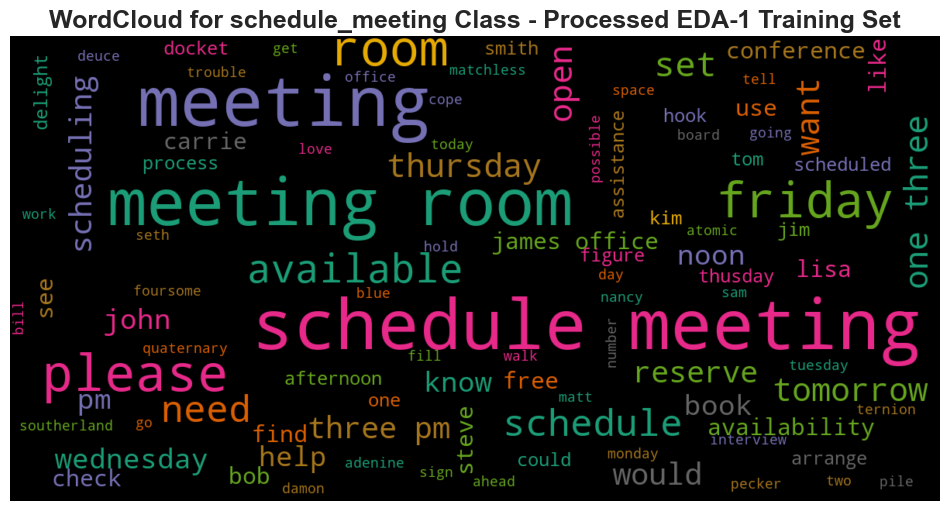 WordCloud for schedule_meeting Class - Processed EDA-1 Training Set
deuce
docket
get
room
smith
conference
like
delight
trouble
office
matchless
open
set
tell
scheduling
meeting
cope
space
use
want
carrie
love
today
possible
assistance
hook
board
going
process
thursday
tom
scheduled
one three
work
meeting room
friday
seth
kim
atomic
jim
hold
james office
figure
noon
see
foursome
available
day
thusday
lisa
bill
blue
nancy
sam
john
schedule meeting
quaternary
fill
walk
number
tuesday
please
afternoon
know
free
matt
reserve
tomorrow
pm
need
one
book
ternion
southerland
go
find
three pm
steve
schedule
availability
interview
wednesday
help
adenine
could
monday
arrange
check
bob
sign
ahead
would
damon
pecker
two
pile